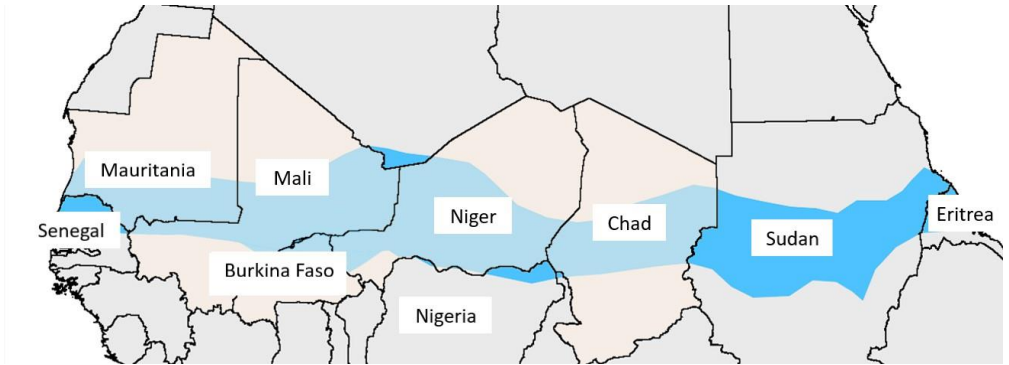 Mauritania
Mali
Senegal
Niger
Chad
Sudan
Eritrea
Burkina Faso
Nigeria